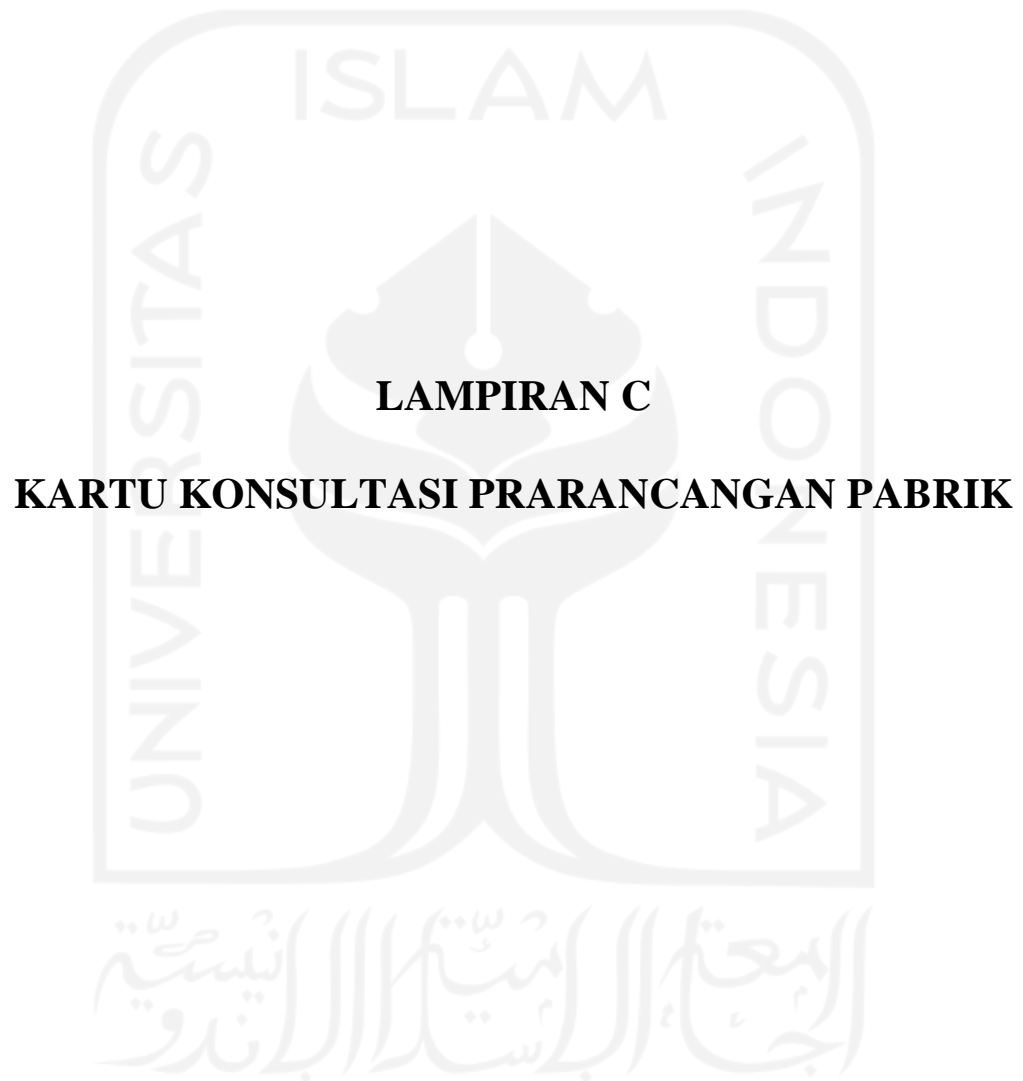 ISLAM
UNIVERSITAS
INDONESIA
LAMPIRAN C
KARTU KONSULTASI PRARANCANGAN PABRIK